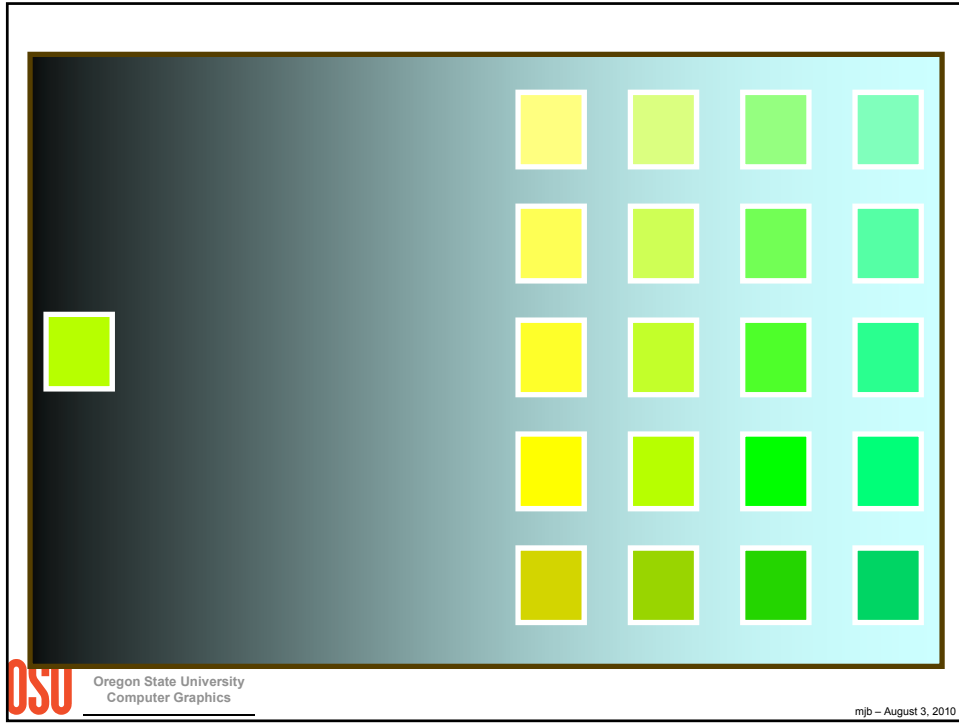 OSU
Oregon State University
Computer Graphics
mjb – August 3, 2010